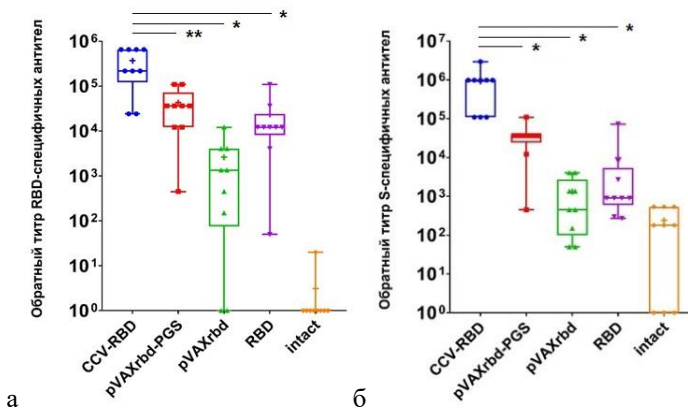 * *
* *
** *
Обратный титр RBD-специфичных антител
10⁶
10⁵
10⁴
10³
10²
10¹
10⁰
CCV-RBD
pVAXrbd-PGS
pVAXrbd
RBD
intact
а
Обратный титр S-специфичных антител
10⁷
10⁶
10⁵
10⁴
10³
10²
10¹
10⁰
CCV-RBD
pVAXrbd-PGS
pVAXrbd
RBD
intact
б